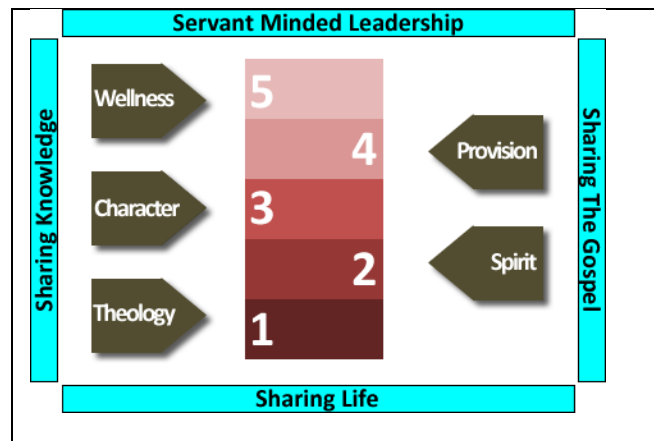 Servant Minded Leadership
Sharing Knowledge
Wellness
5
4
Provision
Character
3
2
Spirit
Theology
1
Sharing The Gospel
Sharing Life